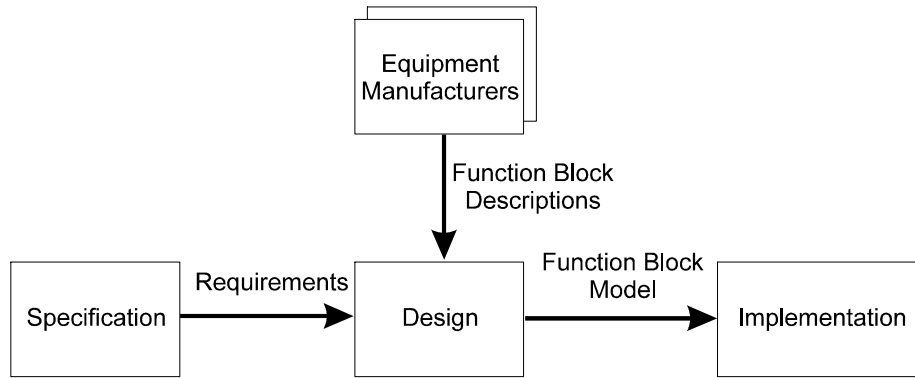 Equipment
Manufacturers
Function Block
Descriptions
Specification
Requirements
Design
Function Block
Model
Implementation